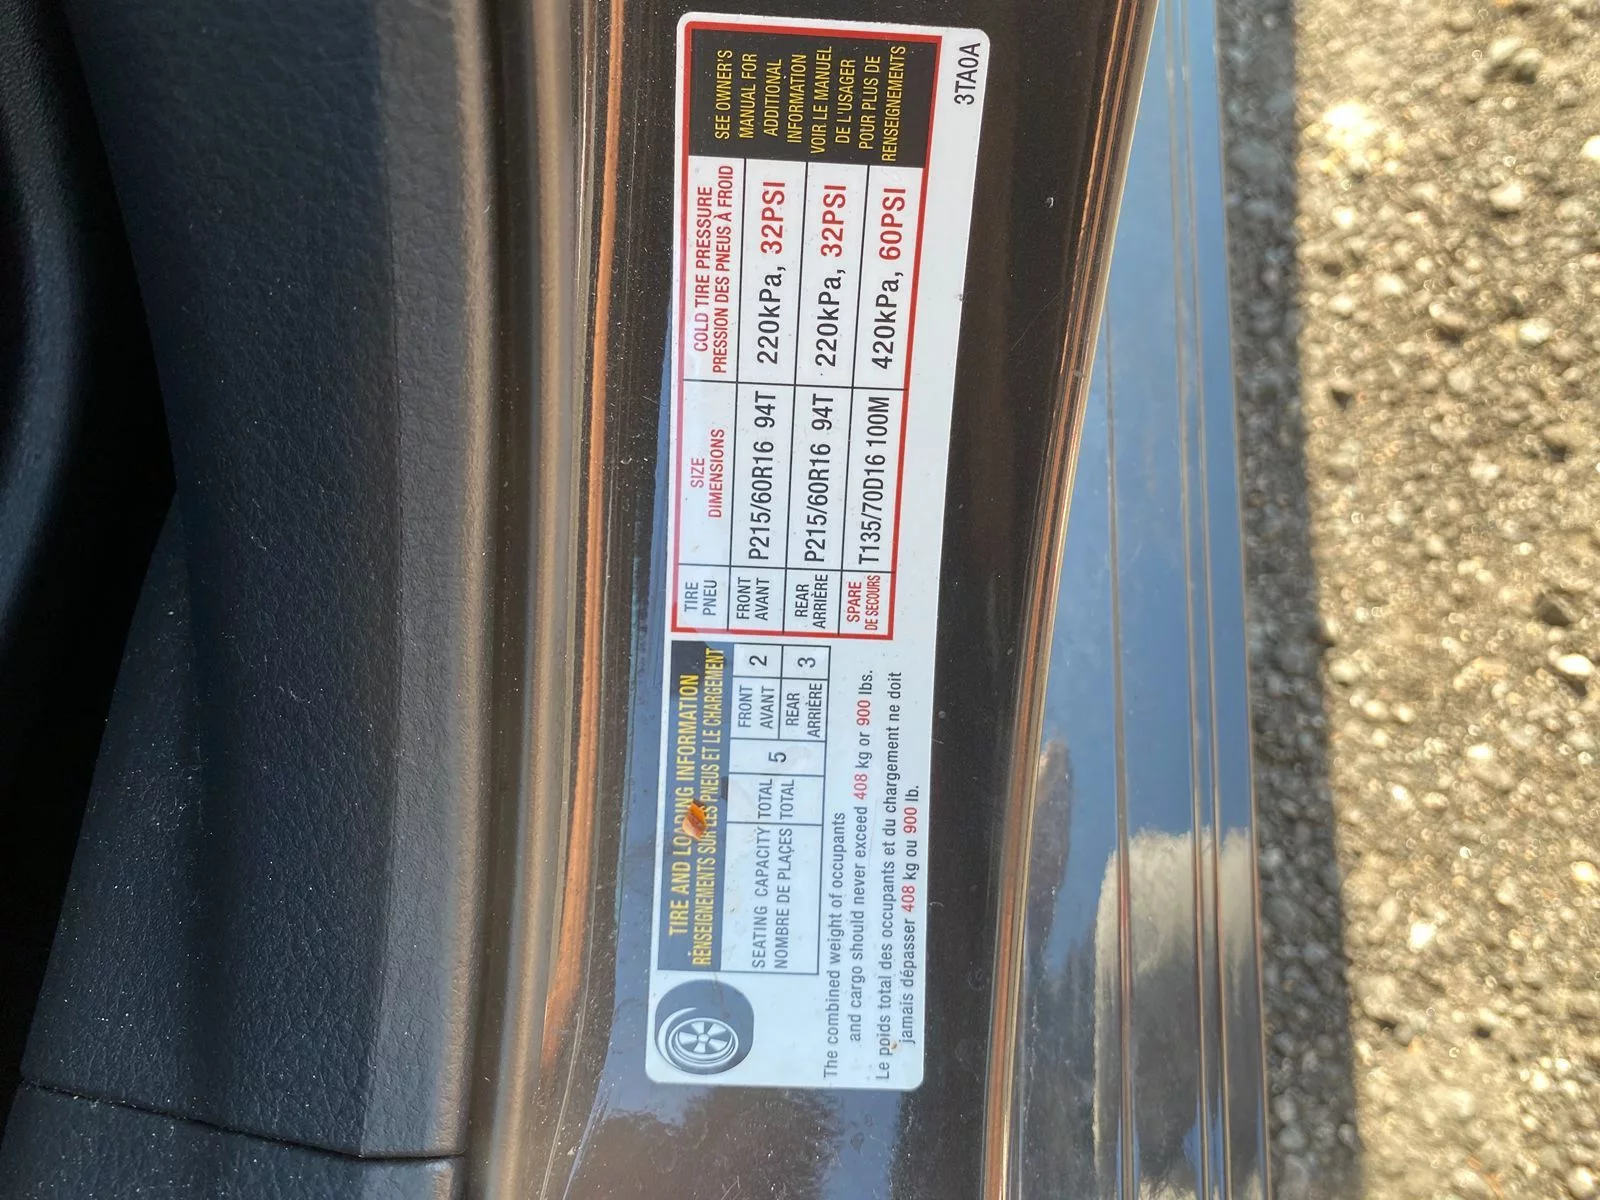 TIRE AND LOADING INFORMATION
RENSEIGNEMENTS SUR LES PNEUS ET LE CHARGEMENT
SEATING CAPACITY
NOMBRE DE PLACES
TOTAL
TOTAL
5
FRONT
AVANT
2
REAR
ARRIÈRE
3
The combined weight of occupants
and cargo should never exceed 408 kg or 900 lbs.
Le poids total des occupants et du chargement ne doit
jamais dépasser 408 kg ou 900 lb.
TIRE
PNEU
SIZE
DIMENSIONS
COLD TIRE PRESSURE
PRESSION DES PNEUS À FROID
FRONT
AVANT
P215/60R16 94T
220kPa, 32PSI
REAR
ARRIÈRE
P215/60R16 94T
220kPa, 32PSI
SPARE
DE SECOURS
T135/70D16 100M
420kPa, 60PSI
SEE OWNER'S
MANUAL FOR
ADDITIONAL
INFORMATION
VOIR LE MANUEL
DE L'USAGER
POUR PLUS DE
RENSEIGNEMENTS
3TA0A